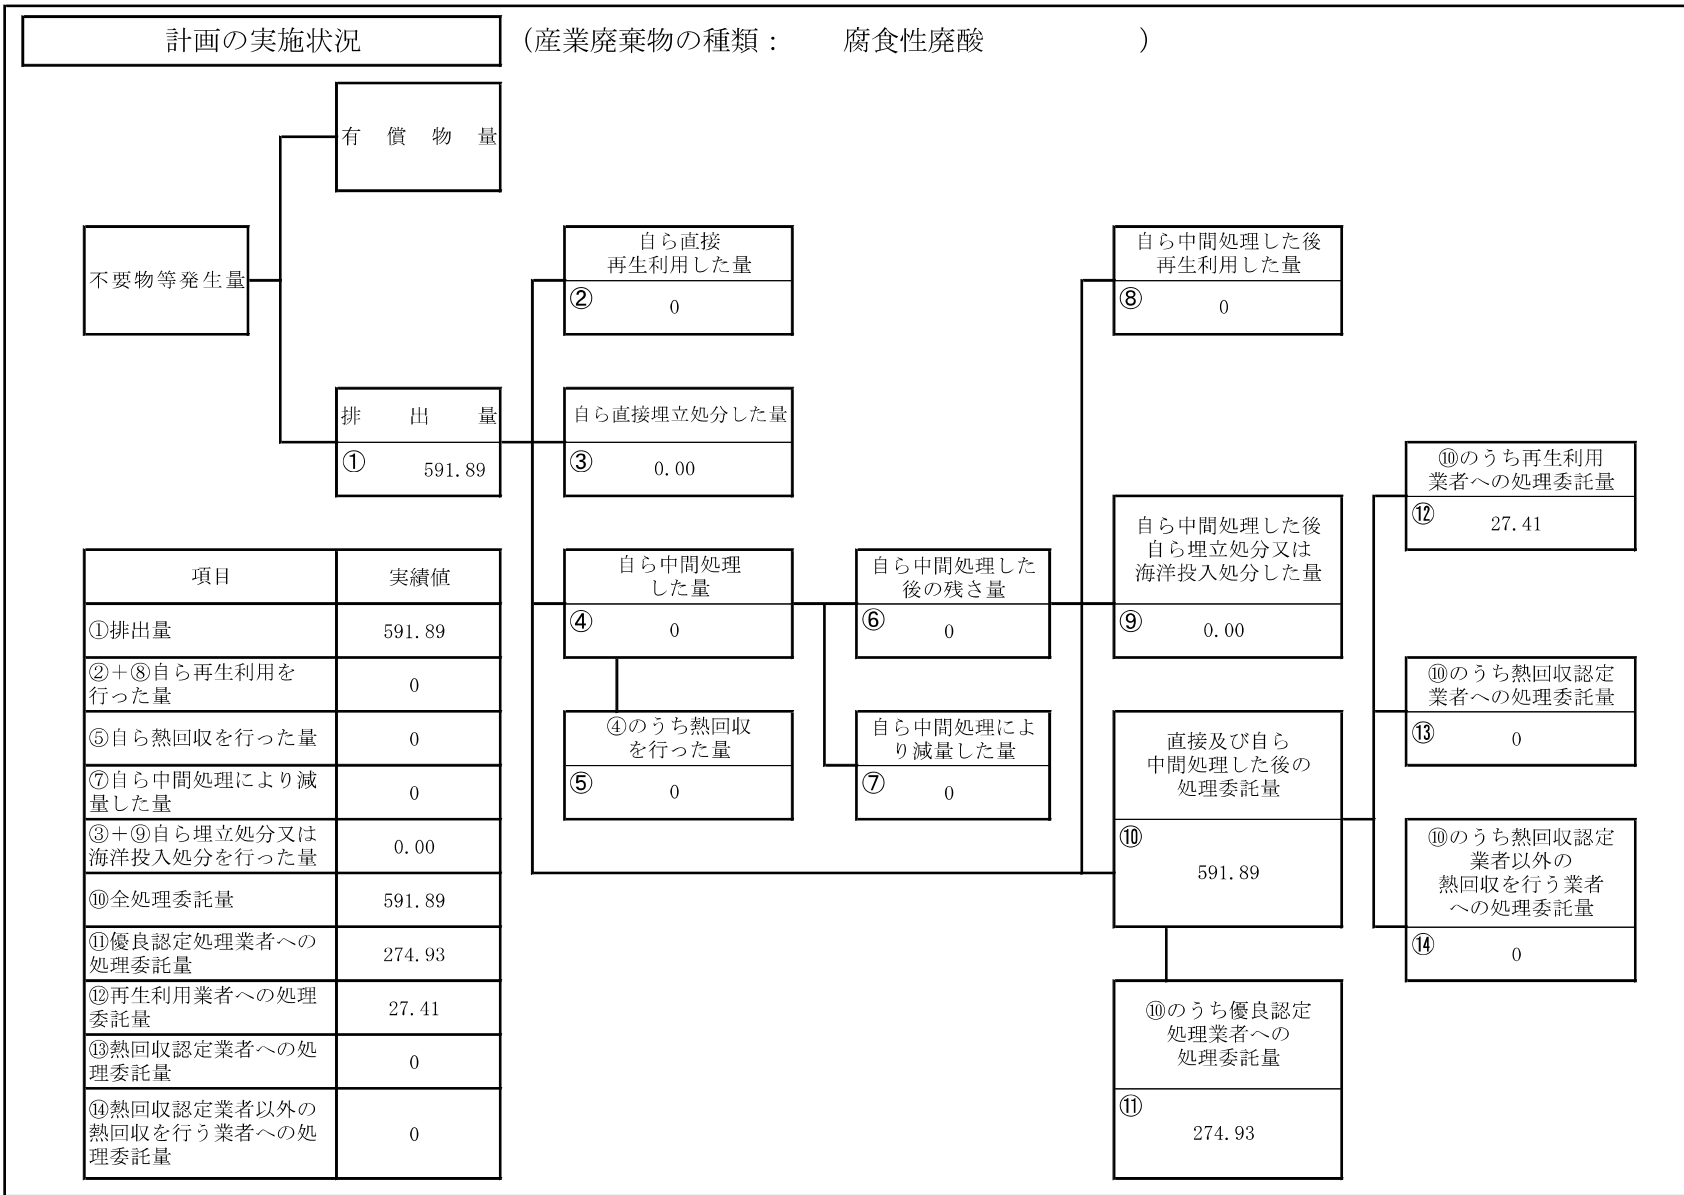 計画の実施状況
（産業廃棄物の種類： 腐食性廃酸 ）
有償物量
不要物等発生量
排出量
① 591.89
自ら直接
再生利用した量
② 0
自ら直接埋立処分した量
③ 0.00
自ら中間処理
した量
④ 0
④のうち熱回収
を行った量
⑤ 0
自ら中間処理した
後の残さ量
⑥ 0
自ら中間処理によ
り減量した量
⑦ 0
自ら中間処理した後
再生利用した量
⑧ 0
自ら中間処理した後
自ら埋立処分又は
海洋投入処分した量
⑨ 0.00
直接及び自ら
中間処理した後の
処理委託量
⑩
591.89
⑩のうち優良認定
処理業者への
処理委託量
⑪
274.93
⑩のうち再生利用
業者への処理委託量
⑫ 27.41
⑩のうち熱回収認定
業者への処理委託量
⑬ 0
⑩のうち熱回収認定
業者以外の
熱回収を行う業者
への処理委託量
⑭ 0
項目 実績値
①排出量 591.89
②＋⑧自ら再生利用を
行った量 0
⑤自ら熱回収を行った量 0
⑦自ら中間処理により減
量した量 0
③＋⑨自ら埋立処分又は
海洋投入処分を行った量 0.00
⑩全処理委託量 591.89
⑪優良認定処理業者への
処理委託量 274.93
⑫再生利用業者への処理
委託量 27.41
⑬熱回収認定業者への処
理委託量 0
⑭熱回収認定業者以外の
熱回収を行う業者への処
理委託量 0